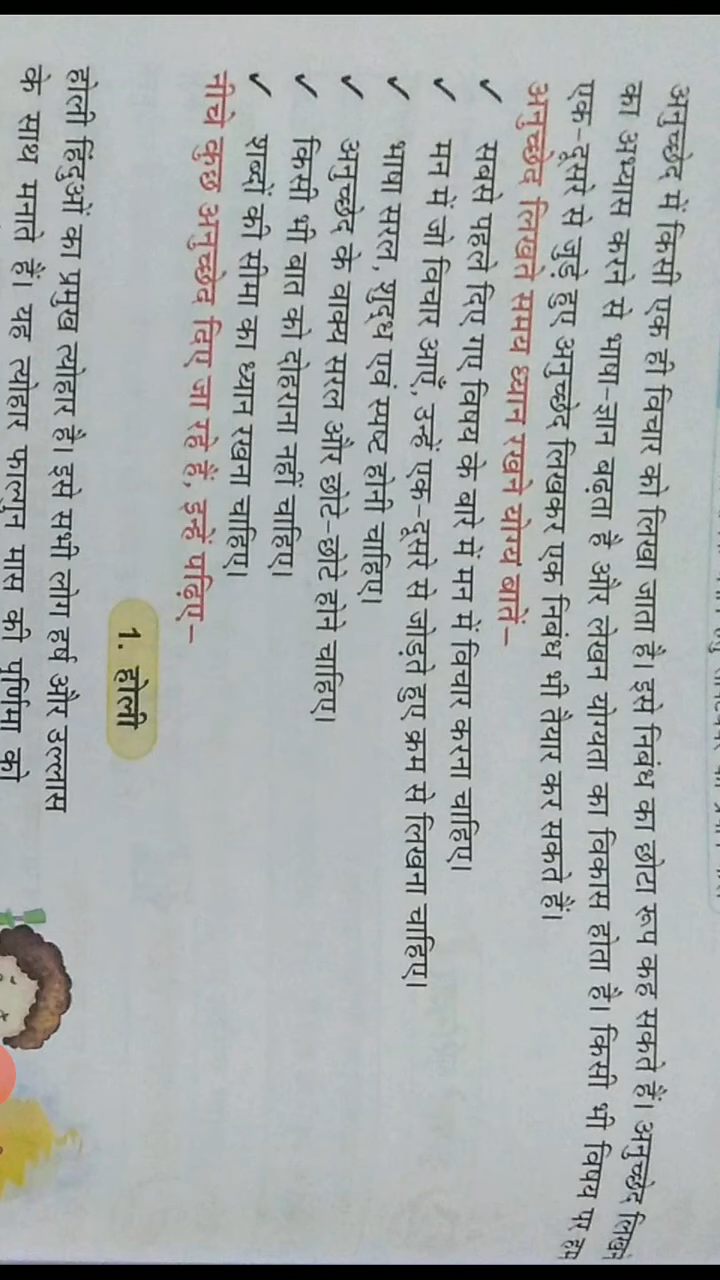 अनुच्छेद में किसी एक ही विचार को लिखा जाता है। इसे निबंध का छोटा रूप कह सकते हैं। अनुच्छेद
का अभ्यास करने से भाषा-ज्ञान बढ़ता है और लेखन योग्यता का विकास होता है। किसी भी विषय पर हम
एक-दूसरे से जुड़े हुए अनुच्छेद लिखकर एक निबंध भी तैयार कर सकते हैं।
अनुच्छेद लिखते समय ध्यान रखने योग्य बातें–
✓ सबसे पहले दिए गए विषय के बारे में मन में विचार करना चाहिए।
✓ मन में जो विचार आएँ, उन्हें एक-दूसरे से जोड़ते हुए क्रम से लिखना चाहिए।
✓ भाषा सरल, शुद्ध एवं स्पष्ट होनी चाहिए।
✓ अनुच्छेद के वाक्य सरल और छोटे-छोटे होने चाहिए।
✓ किसी भी बात को दोहराना नहीं चाहिए।
✓ शब्दों की सीमा का ध्यान रखना चाहिए।
नीचे कुछ अनुच्छेद दिए जा रहे हैं, इन्हें पढ़िए–
1. होली
होली हिंदुओं का प्रमुख त्योहार है। इसे सभी लोग हर्ष और उल्लास
के साथ मनाते हैं। यह त्योहार फाल्गुन मास की पूर्णिमा को